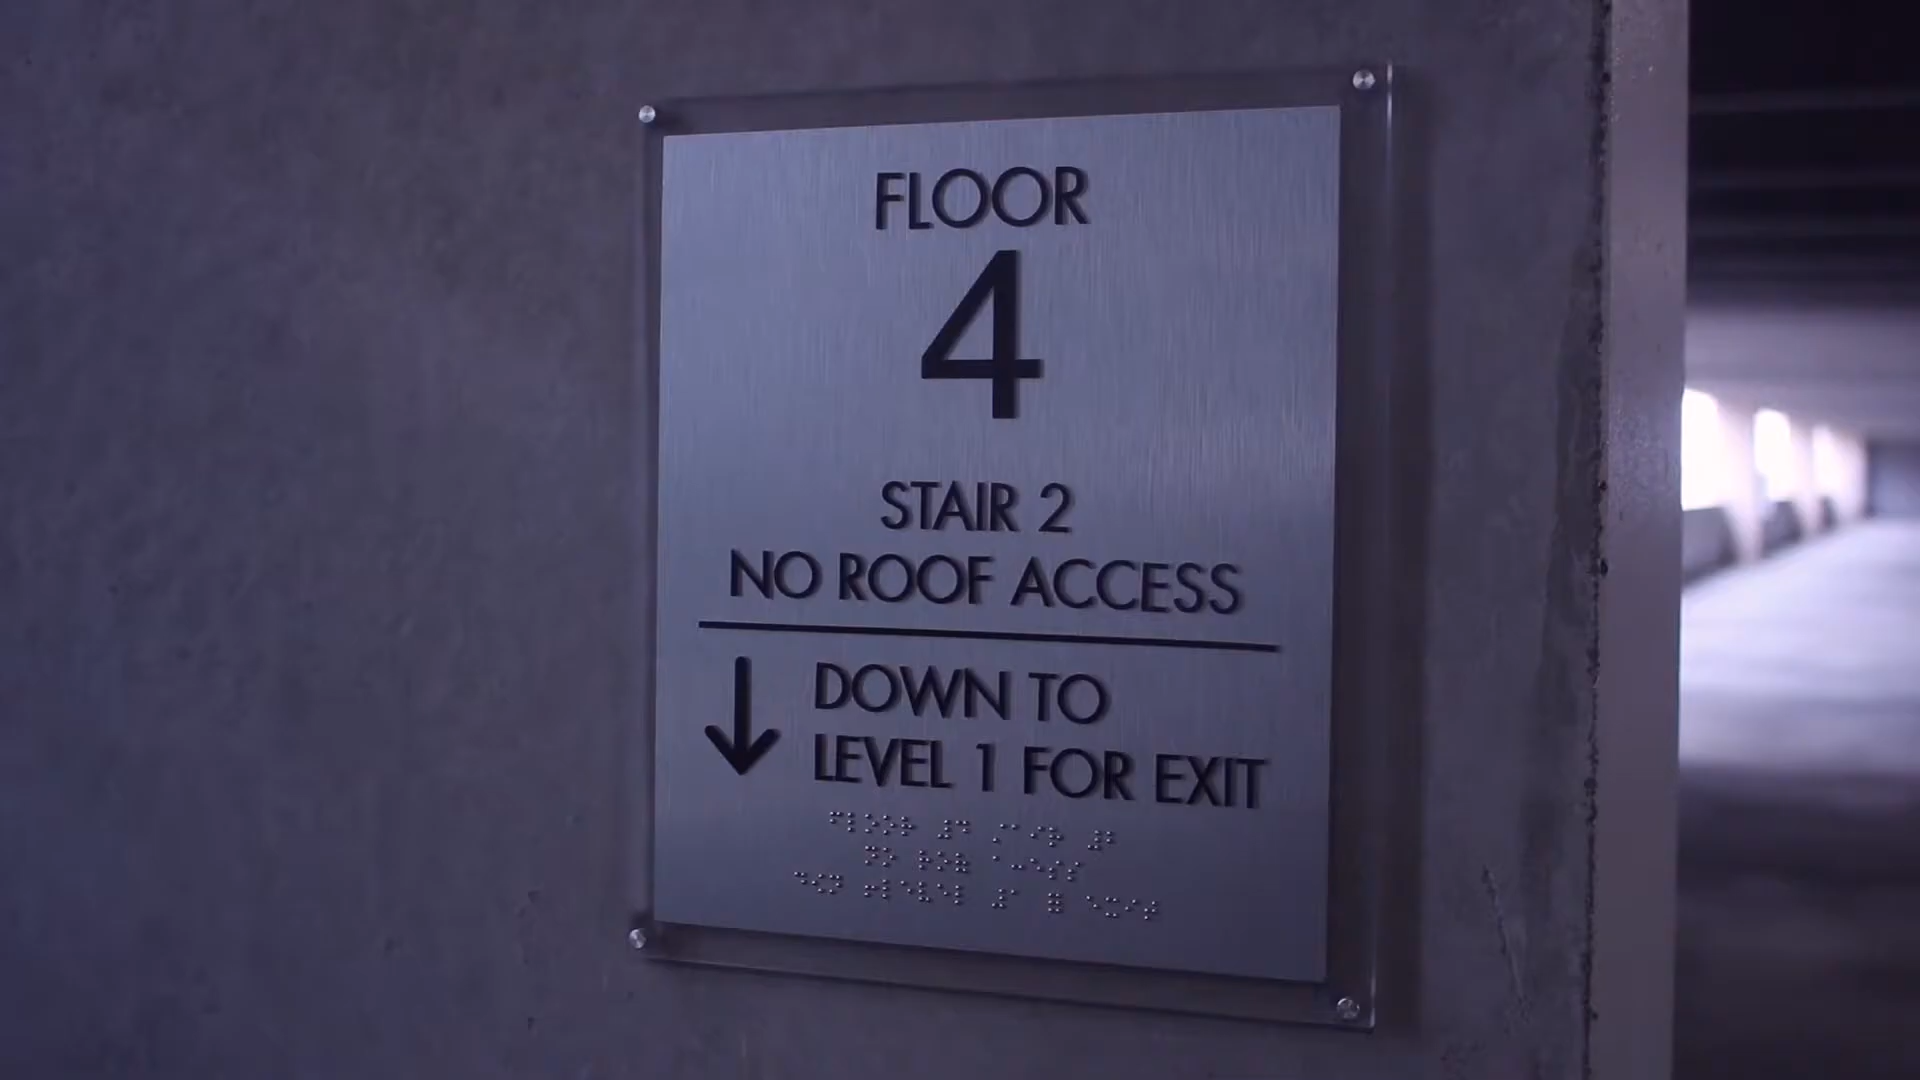 FLOOR
4
STAIR 2
NO ROOF ACCESS
DOWN TO
LEVEL 1 FOR EXIT